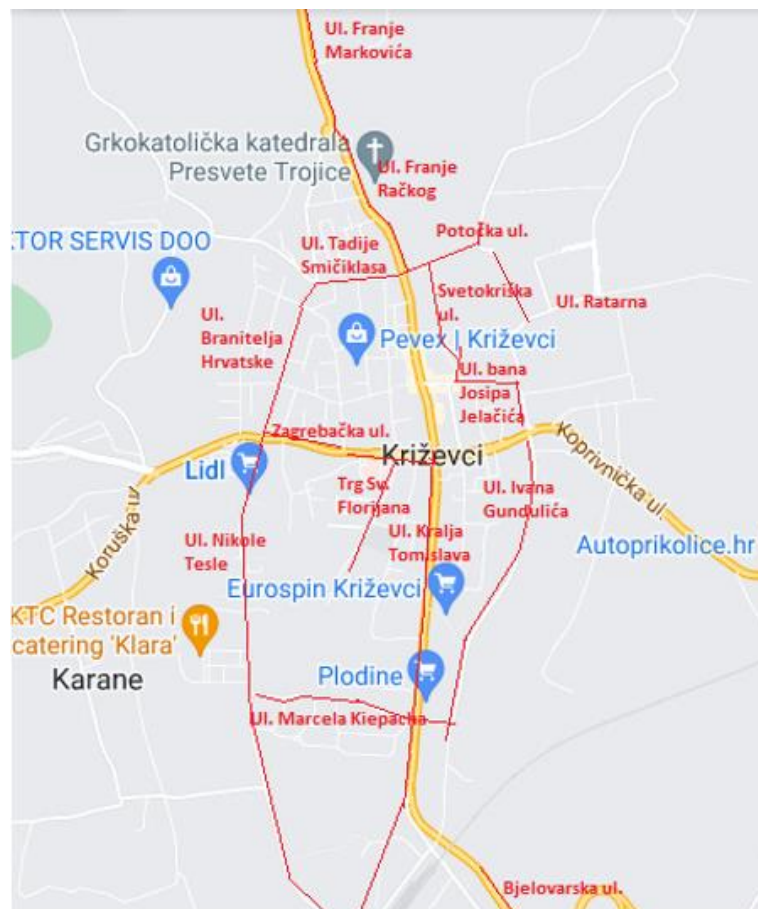 Ul. Franje
Markovića
Grkokatolička katedrala
Presvete Trojice
Ul. Franje
Račkog
Potočka ul.
TOR SERVIS DOO
Ul. Tadije
Smičiklasa
Svetokriška
ul.
Ul. Ratarna
Ul.
Branitelja
Hrvatske
Pevex | Križevci
Ul. bana
Josipa
Jelačića
Zagrebačka ul.
Križevci
Koprivnička ul.
Lidl
Trg Sv.
Florijana
Ul. Ivana
Gundulića
Koruška ul.
Ul. Nikole
Tesle
Ul. Kralja
Tomislava
Autoprikolice.hr
Eurospin Križevci
KTC Restoran i
catering 'Klara'
Karane
Plodine
Ul. Marcela Kiepacha
Bjelovarska ul.